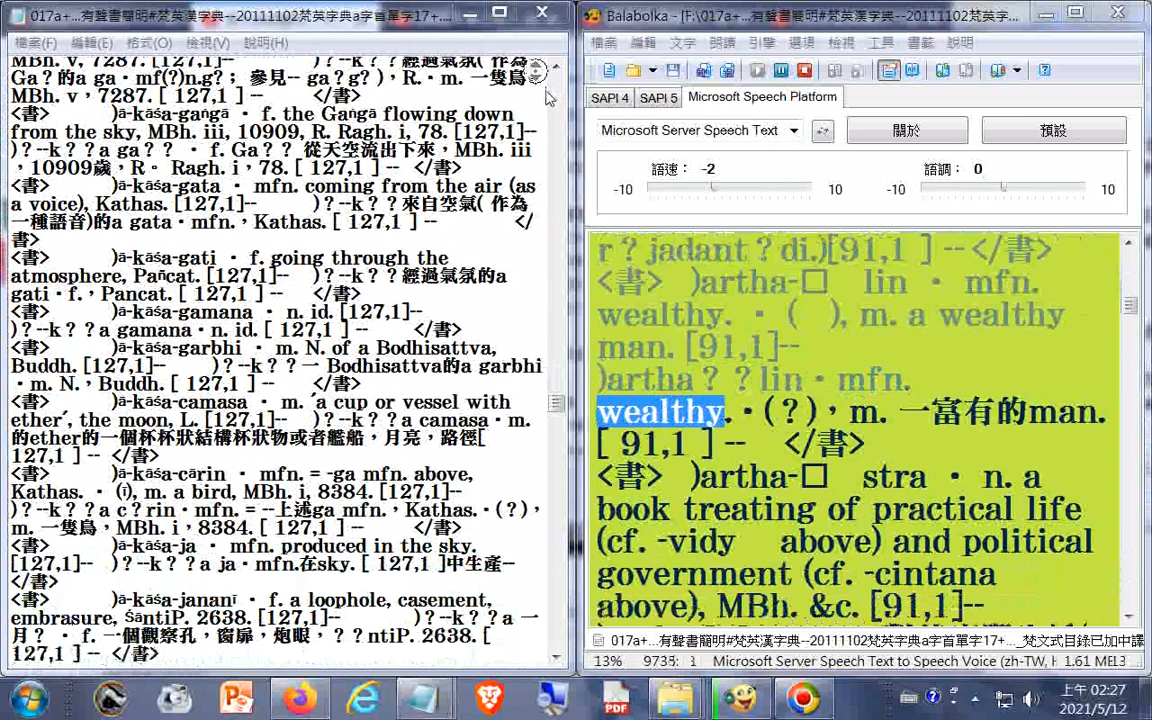 017a+...有聲書簡明#梵英漢字典--20111102梵英字典a字首單字17+...
檔案(F) 編輯(E) 格式(O) 檢視(V) 說明(H)
MBh. v, 7287. [127,1]-- )?--k??經過氣氛( 作為
Ga?的a ga‧mf(?)n.g?； 參見-- ga?g?)，R.‧m. 一隻鳥，
MBh. v，7287. [ 127,1 ] -- </書>
<書> )ā-kāśa-gaṅgā ‧ f. the Gaṅgā flowing down
from the sky, MBh. iii, 10909, R. Ragh. i, 78. [127,1]--
)?--k??a ga?? ‧ f. Ga?? 從天空流出下來，MBh. iii
，10909歲，R。 Ragh. i，78. [ 127,1 ] -- </書>
<書> )ā-kāśa-gata ‧ mfn. coming from the air (as
a voice), Kathas. [127,1]-- )?--k??來自空氣( 作為
一種語音)的a gata‧mfn.，Kathas. [ 127,1 ] -- </
書>
<書> )ā-kāśa-gati ‧ f. going through the
atmosphere, Pañcat. [127,1]-- )?--k??經過氣氛的a
gati‧f.，Pancat. [ 127,1 ] -- </書>
<書> )ā-kāśa-gamana ‧ n. id. [127,1]--
)?--k??a gamana‧n. id. [ 127,1 ] -- </書>
<書> )ā-kāśa-garbhi ‧ m. N. of a Bodhisattva,
Buddh. [127,1]-- )?--k??一 Bodhisattva的a garbhi
‧m. N.，Buddh. [ 127,1 ] -- </書>
<書> )ā-kāśa-camasa ‧ m. 'a cup or vessel with
ether', the moon, L. [127,1]-- )?--k??a camasa‧m.
的ether的一個杯杯狀結構杯狀物或者艦船，月亮，路徑[
127,1 ] -- </書>
<書> )ā-kāśa-cārin ‧ mfn. = -ga mfn. above,
Kathas. ‧ (ī), m. a bird, MBh. i, 8384. [127,1]--
)?--k??a c?rin‧mfn. = --上述ga mfn.，Kathas.‧(?)，
m. 一隻鳥，MBh. i，8384. [ 127,1 ] -- </書>
<書> )ā-kāśa-ja ‧ mfn. produced in the sky.
[127,1]-- )?--k??a ja‧mfn.在sky. [ 127,1 ]中生產--
</書>
<書> )ā-kāśa-jananī ‧ f. a loophole, casement,
embrasure, ŚāntiP. 2638. [127,1]-- )?--k??a 一
月? ‧ f. 一個觀察孔，窗扉，炮眼，??ntiP. 2638. [
127,1 ] -- </書>
Balabolka - [F:\017a+...有聲書簡明#梵英漢字典--20111102梵英字...
檔案 編輯 文字 朗讀 引擎 選項 檢視 工具 書籤 說明
SAPI 4 SAPI 5 Microsoft Speech Platform
Microsoft Server Speech Text 關於 預設
語速： -2 語調： 0
-10 10 -10 10
r ? jadant ? di.)[91,1 ] -- </書>
<書> )artha-□ lin ‧ mfn.
wealthy. ‧ ( ), m. a wealthy
man. [91,1]--
)artha??lin‧mfn.
wealthy.‧(?)，m. 一富有的man.
[ 91,1 ] -- </書>
<書> )artha-□ stra ‧ n. a
book treating of practical life
(cf. -vidy above) and political
government (cf. -cintana
above), MBh. &c. [91,1]--
017a+...有聲書簡明#梵英漢字典--20111102梵英字典a字首單字17+..._梵文式目錄已加中譯
13% 9735: 1 Microsoft Server Speech Text to Speech Voice (zh-TW, H 1.61 МБ
上午 02:27
2021/5/12